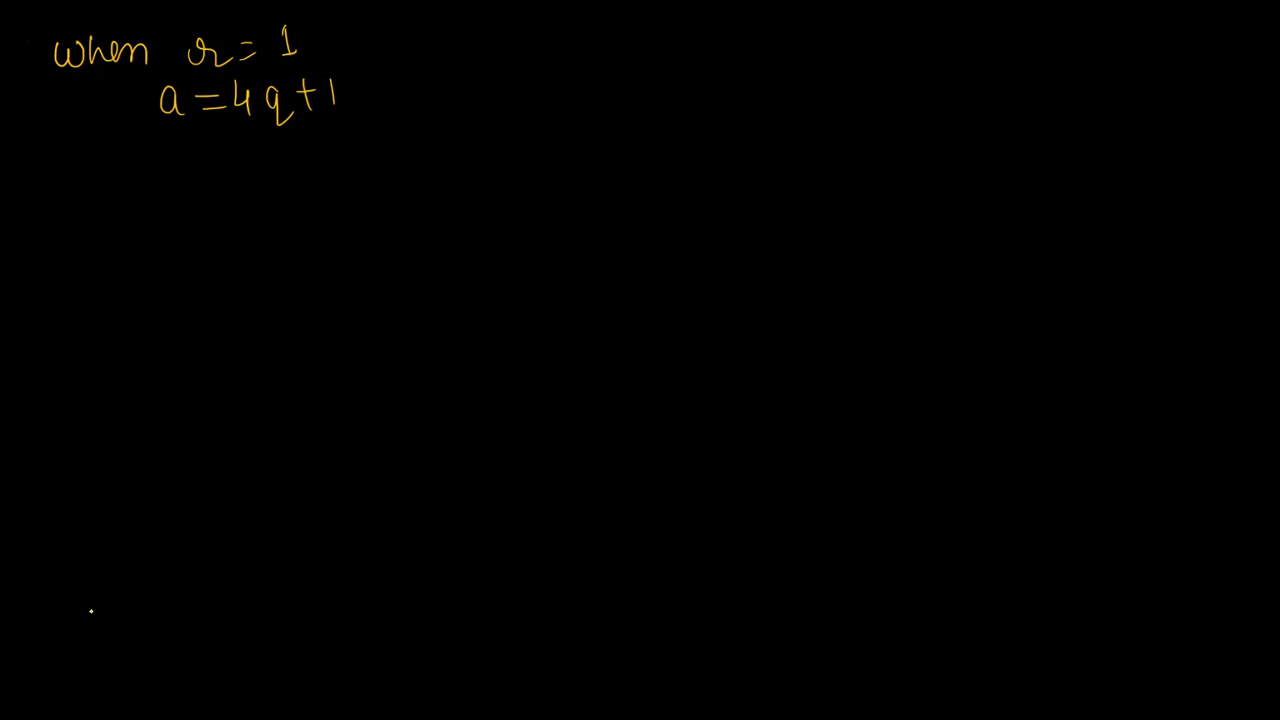 when r = 1
a = 4q + 1